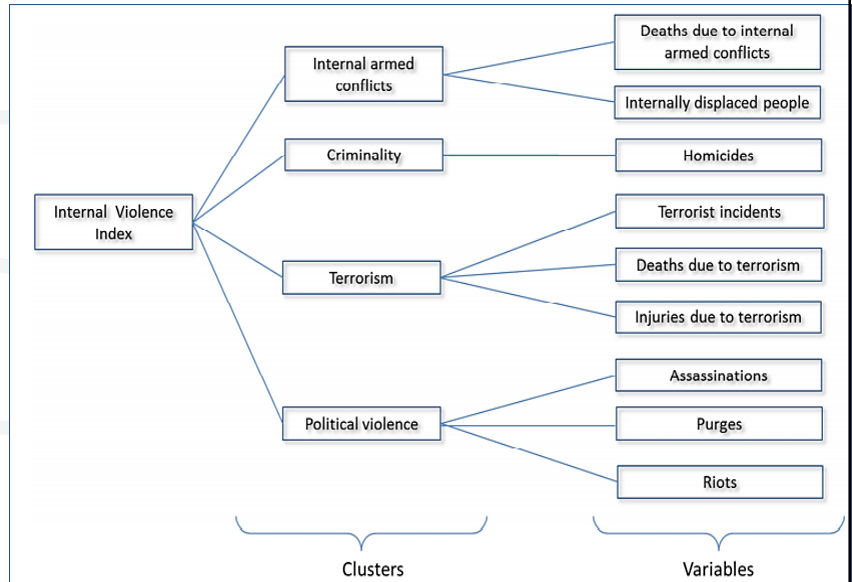 Internal Violence
Index
Internal armed
conflicts
Criminality
Terrorism
Political violence
Deaths due to internal
armed conflicts
Internally displaced people
Homicides
Terrorist incidents
Deaths due to terrorism
Injuries due to terrorism
Assassinations
Purges
Riots
Clusters
Variables